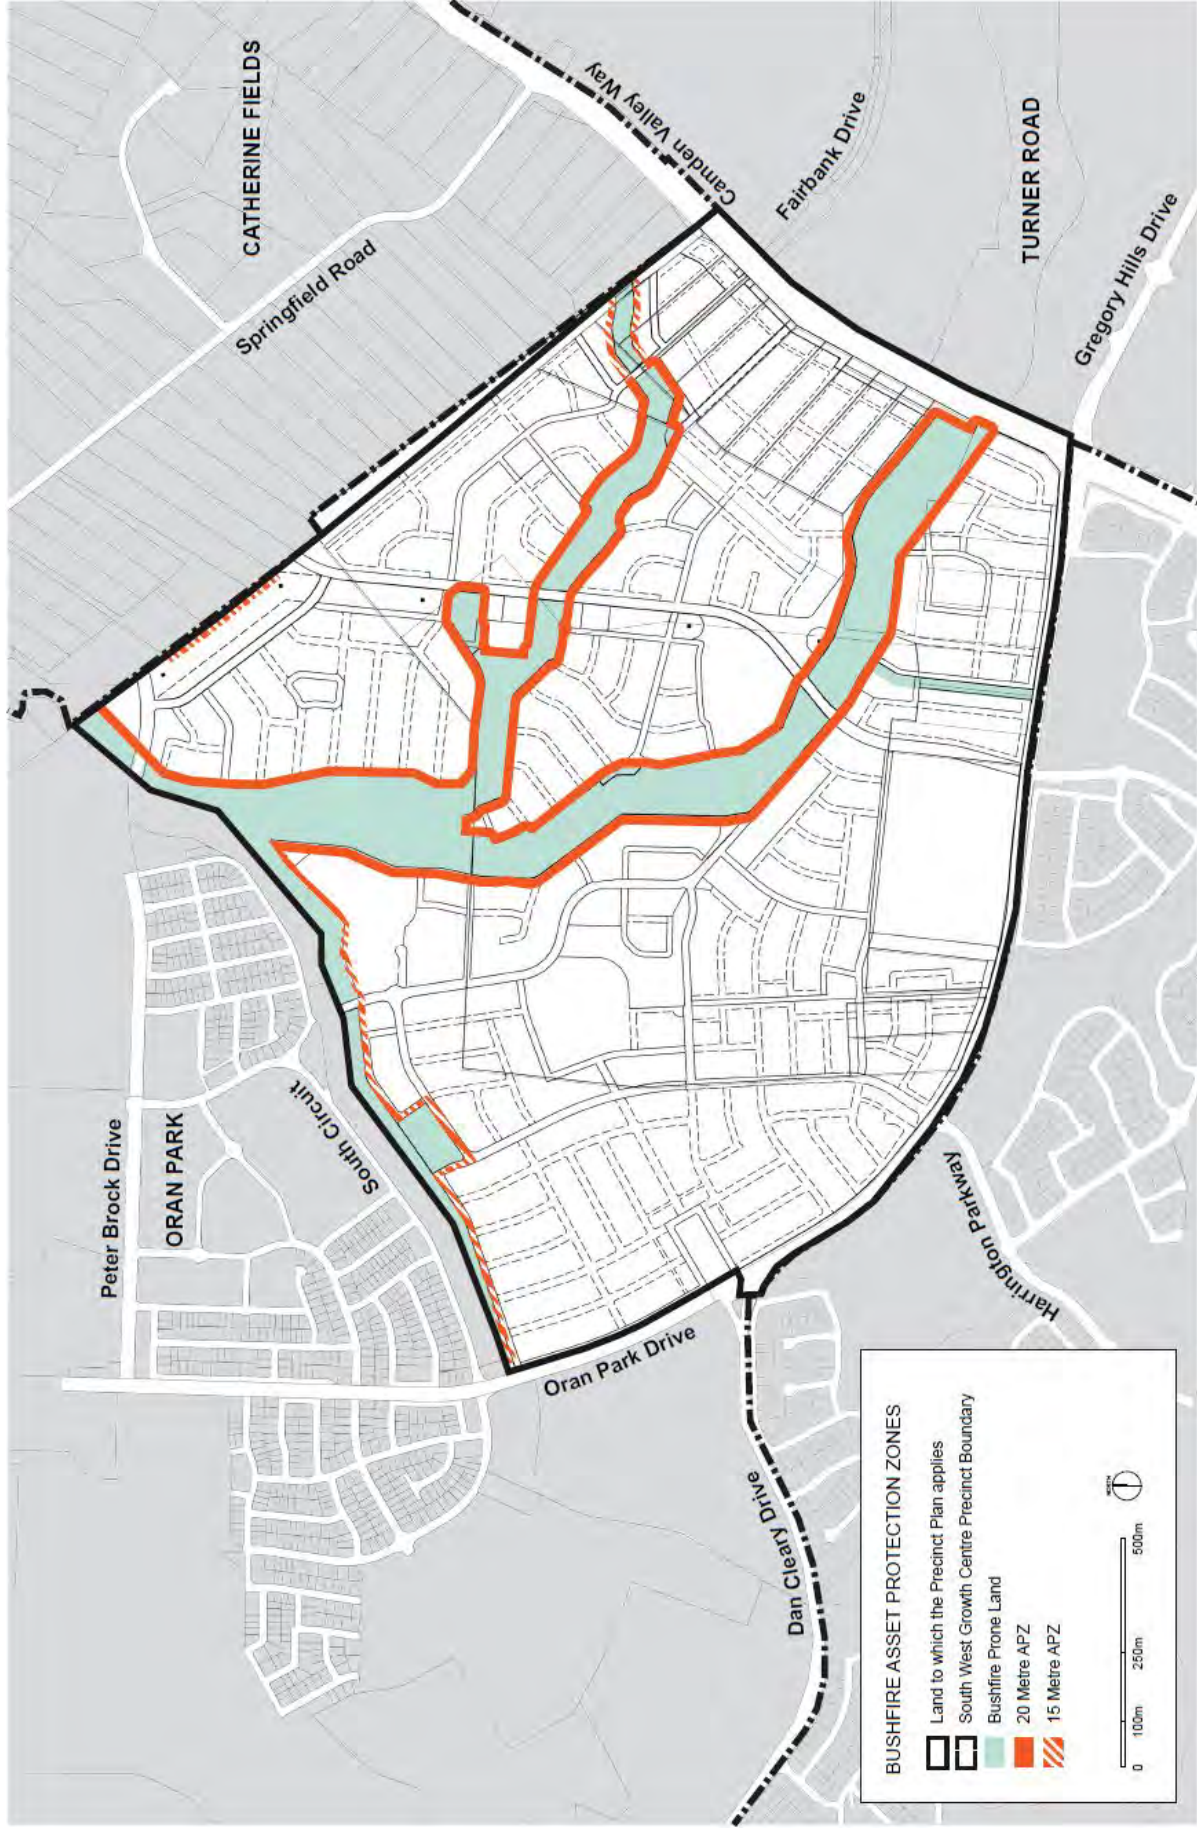 CATHERINE FIELDS
Springfield Road
Camden Valley Way
Fairbank Drive
TURNER ROAD
Gregory Hills Drive
Peter Brock Drive
ORAN PARK
South Circuit
Oran Park Drive
Harrington Parkway
Dan Cleary Drive
BUSHFIRE ASSET PROTECTION ZONES
Land to which the Precinct Plan applies
South West Growth Centre Precinct Boundary
Bushfire Prone Land
20 Metre APZ
15 Metre APZ
0 100m 250m 500m
NORTH